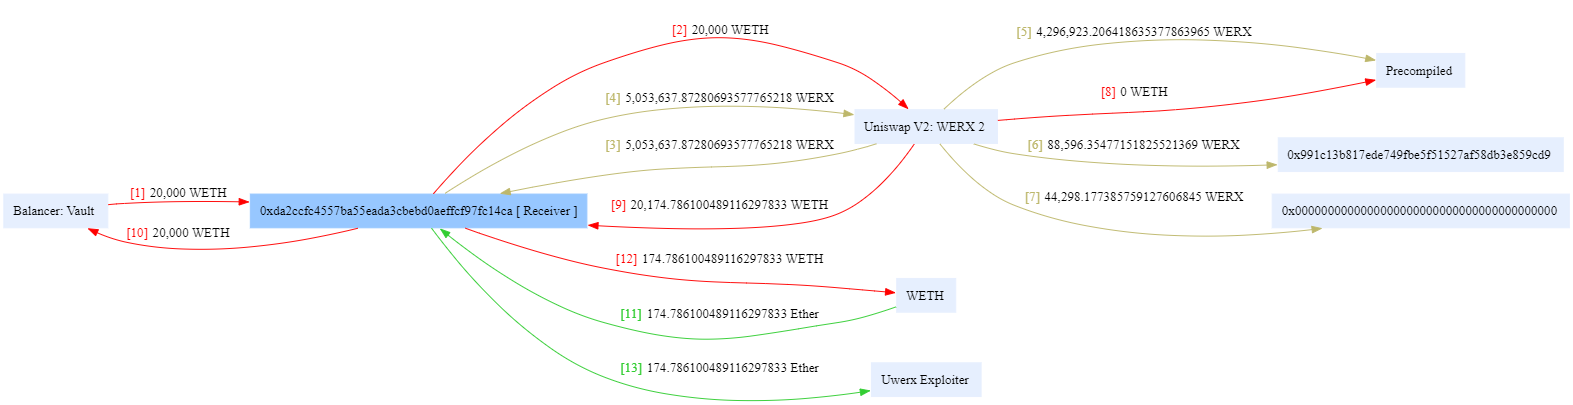 [2] 20,000 WETH
[5] 4,296,923.206418635377863965 WERX
Precompiled
[8] 0 WETH
[4] 5,053,637.87280693577765218 WERX
Uniswap V2: WERX 2
[3] 5,053,637.87280693577765218 WERX
[6] 88,596.35477151825521369 WERX
0x991c13b817ede749fbe5f51527af58db3e859cd9
[1] 20,000 WETH
Balancer: Vault
0xda2ccfc4557ba55eada3cbebd0aeffcf97fc14ca [ Receiver ]
[9] 20,174.786100489116297833 WETH
[7] 44,298.177385759127606845 WERX
0x0000000000000000000000000000000000000000
[10] 20,000 WETH
[12] 174.786100489116297833 WETH
WETH
[11] 174.786100489116297833 Ether
[13] 174.786100489116297833 Ether
Uwerx Exploiter